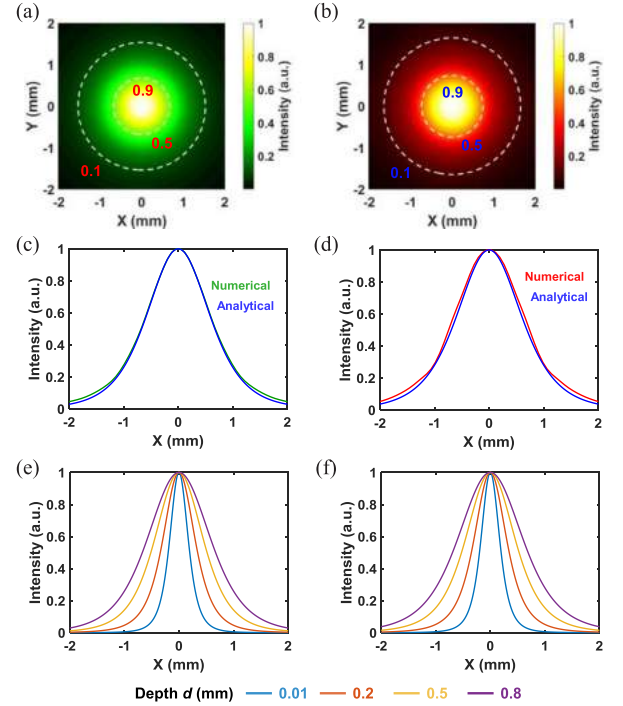 (a)
(b)
2
1
0
-1
-2
Y (mm)
-2 -1 0 1 2
X (mm)
0.9
0.5
0.1
1
0.8
0.6
0.4
0.2
Intensity (a.u.)
2
1
0
-1
-2
Y (mm)
-2 -1 0 1 2
X (mm)
0.9
0.5
0.1
1
0.8
0.6
0.4
0.2
Intensity (a.u.)
(c)
1
0.8
0.6
0.4
0.2
0
Intensity (a.u.)
Numerical
Analytical
-2 -1 0 1 2
X (mm)
(d)
1
0.8
0.6
0.4
0.2
0
Intensity (a.u.)
Numerical
Analytical
-2 -1 0 1 2
X (mm)
(e)
1
0.8
0.6
0.4
0.2
0
Intensity (a.u.)
-2 -1 0 1 2
X (mm)
(f)
1
0.8
0.6
0.4
0.2
0
Intensity (a.u.)
-2 -1 0 1 2
X (mm)
Depth d (mm) 0.01 0.2 0.5 0.8